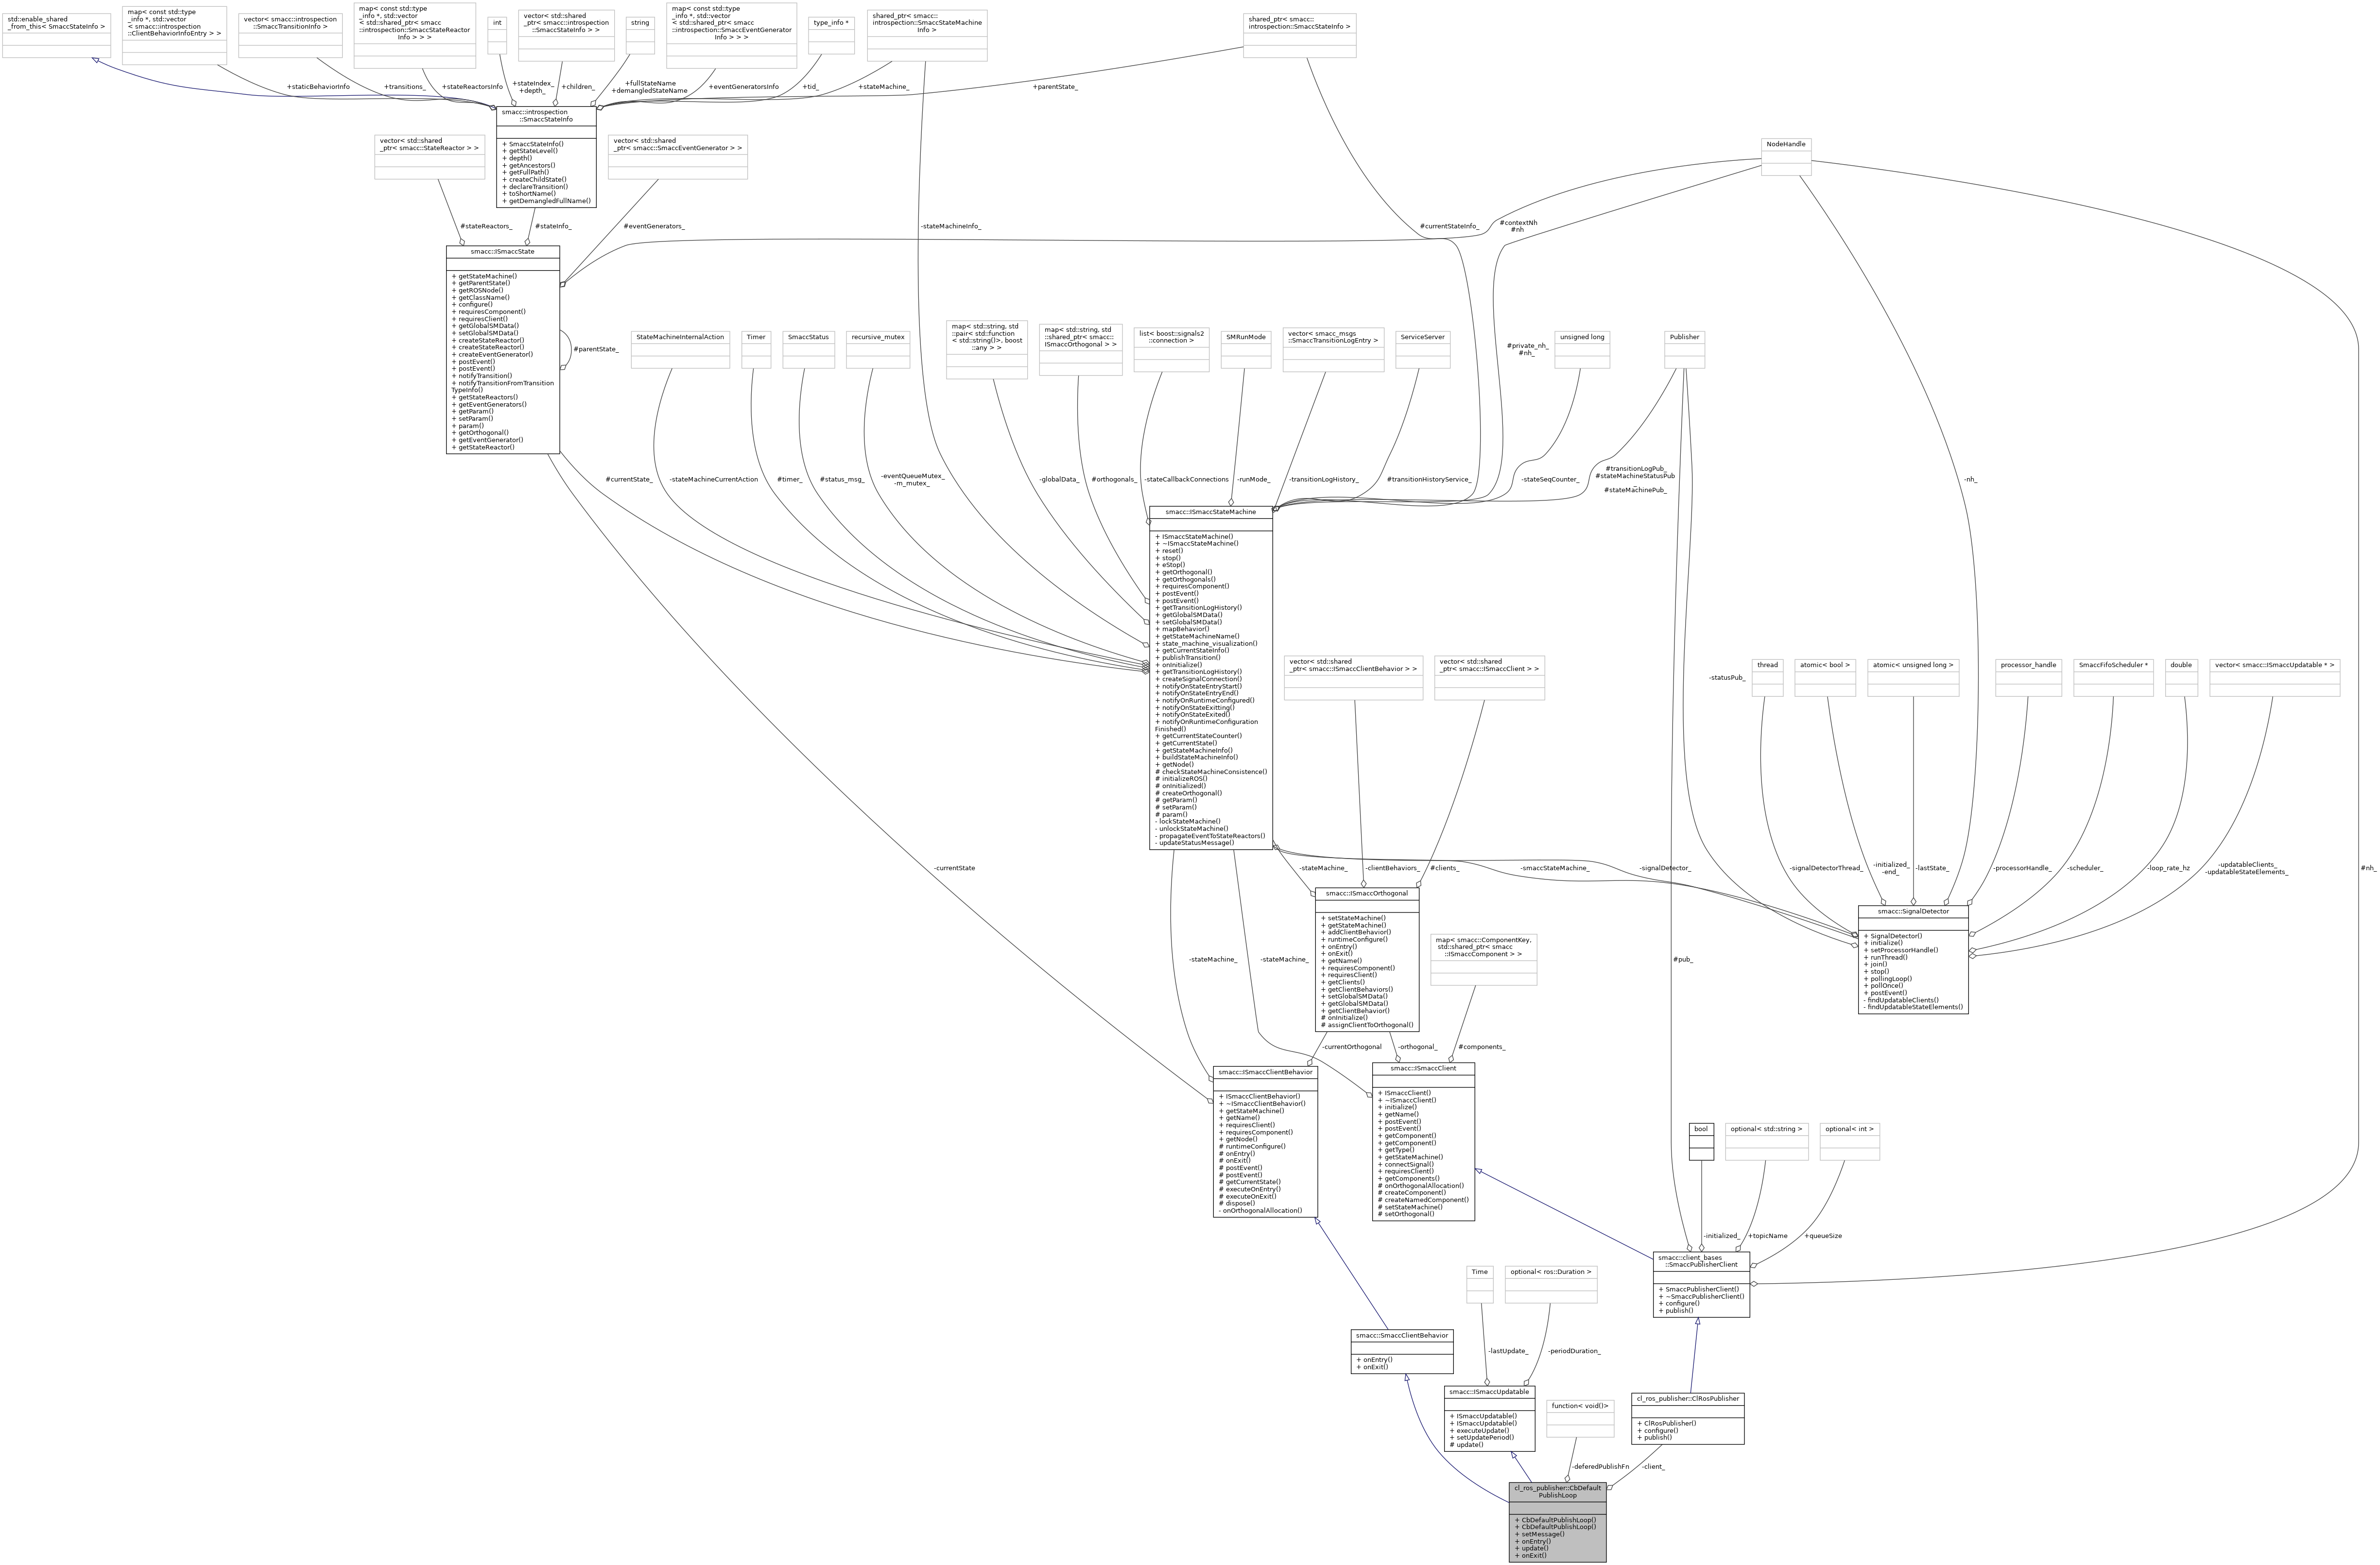 std::enable_shared
_from_this< SmaccStateInfo >
map< const std::type
_info *, std::vector
< smacc::introspection
::ClientBehaviorInfoEntry > >
vector< smacc::introspection
::SmaccTransitionInfo >
map< const std::type
_info *, std::vector
< std::shared_ptr< smacc
::introspection::SmaccStateReactor
Info > > >
int
vector< std::shared
_ptr< smacc::introspection
::SmaccStateInfo > >
string
map< const std::type
_info *, std::vector
< std::shared_ptr< smacc
::introspection::SmaccEventGenerator
Info > > >
type_info *
shared_ptr< smacc::
introspection::SmaccStateMachine
Info >
shared_ptr< smacc::
introspection::SmaccStateInfo >
+staticBehaviorInfo
+transitions_
+stateReactorsInfo
+stateIndex_
+depth_
+children_
+fullStateName
+demangledStateName
+eventGeneratorsInfo
+tid_
+stateMachine_
+parentState_
smacc::introspection
::SmaccStateInfo
+ SmaccStateInfo()
+ getStateLevel()
+ depth()
+ getAncestors()
+ getFullPath()
+ createChildState()
+ declareTransition()
+ toShortName()
+ getDemangledFullName()
vector< std::shared
_ptr< smacc::StateReactor > >
vector< std::shared
_ptr< smacc::SmaccEventGenerator > >
NodeHandle
#stateReactors_
#stateInfo_
#eventGenerators_
-stateMachineInfo_
#currentStateInfo_
#contextNh
#nh
smacc::ISmaccState
+ getStateMachine()
+ getParentState()
+ getROSNode()
+ getClassName()
+ configure()
+ requiresComponent()
+ requiresClient()
+ getGlobalSMData()
+ setGlobalSMData()
+ createStateReactor()
+ createStateReactor()
+ createEventGenerator()
+ postEvent()
+ postEvent()
+ notifyTransition()
+ notifyTransitionFromTransition
TypeInfo()
+ getStateReactors()
+ getEventGenerators()
+ getParam()
+ setParam()
+ param()
+ getOrthogonal()
+ getEventGenerator()
+ getStateReactor()
#parentState_
StateMachineInternalAction
Timer
SmaccStatus
recursive_mutex
map< std::string, std
::pair< std::function
< std::string()>, boost
::any > >
map< std::string, std
::shared_ptr< smacc::
ISmaccOrthogonal > >
list< boost::signals2
::connection >
SMRunMode
vector< smacc_msgs
::SmaccTransitionLogEntry >
ServiceServer
#private_nh_
#nh_
unsigned long
Publisher
#currentState_
-stateMachineCurrentAction
#timer_
#status_msg_
-eventQueueMutex_
-m_mutex_
-globalData_
#orthogonals_
-stateCallbackConnections
-runMode_
-transitionLogHistory_
#transitionHistoryService_
-stateSeqCounter_
#transitionLogPub_
#stateMachineStatusPub
_
#stateMachinePub_
-nh_
smacc::ISmaccStateMachine
+ ISmaccStateMachine()
+ ~ISmaccStateMachine()
+ reset()
+ stop()
+ eStop()
+ getOrthogonal()
+ getOrthogonals()
+ requiresComponent()
+ postEvent()
+ postEvent()
+ getTransitionLogHistory()
+ getGlobalSMData()
+ setGlobalSMData()
+ mapBehavior()
+ getStateMachineName()
+ state_machine_visualization()
+ getCurrentStateInfo()
+ publishTransition()
+ onInitialize()
+ getTransitionLogHistory()
+ createSignalConnection()
+ notifyOnStateEntryStart()
+ notifyOnStateEntryEnd()
+ notifyOnRuntimeConfigured()
+ notifyOnStateExitting()
+ notifyOnStateExited()
+ notifyOnRuntimeConfiguration
Finished()
+ getCurrentStateCounter()
+ getCurrentState()
+ getStateMachineInfo()
+ buildStateMachineInfo()
+ getNode()
# checkStateMachineConsistence()
# initializeROS()
# onInitialized()
# createOrthogonal()
# getParam()
# setParam()
# param()
- lockStateMachine()
- unlockStateMachine()
- propagateEventToStateReactors()
- updateStatusMessage()
vector< std::shared
_ptr< smacc::ISmaccClientBehavior > >
vector< std::shared
_ptr< smacc::ISmaccClient > >
-statusPub_
thread
atomic< bool >
atomic< unsigned long >
processor_handle
SmaccFifoScheduler *
double
vector< smacc::ISmaccUpdatable * >
-currentState
-stateMachine_
-clientBehaviors_
#clients_
-smaccStateMachine_
-signalDetector_
-signalDetectorThread_
-initialized_
-end_
-lastState_
-processorHandle_
-scheduler_
-loop_rate_hz
-updatableClients_
-updatableStateElements_
#nh_
smacc::ISmaccOrthogonal
+ setStateMachine()
+ getStateMachine()
+ addClientBehavior()
+ runtimeConfigure()
+ onEntry()
+ onExit()
+ getName()
+ requiresComponent()
+ requiresClient()
+ getClients()
+ getClientBehaviors()
+ setGlobalSMData()
+ getGlobalSMData()
+ getClientBehavior()
# onInitialize()
# assignClientToOrthogonal()
smacc::SignalDetector
+ SignalDetector()
+ initialize()
+ setProcessorHandle()
+ runThread()
+ join()
+ stop()
+ pollingLoop()
+ pollOnce()
+ postEvent()
- findUpdatableClients()
- findUpdatableStateElements()
map< smacc::ComponentKey,
std::shared_ptr< smacc
::ISmaccComponent > >
-stateMachine_
-stateMachine_
#pub_
-currentOrthogonal
-orthogonal_
#components_
smacc::ISmaccClientBehavior
+ ISmaccClientBehavior()
+ ~ISmaccClientBehavior()
+ getStateMachine()
+ getName()
+ requiresClient()
+ requiresComponent()
+ getNode()
# runtimeConfigure()
# onEntry()
# onExit()
# postEvent()
# postEvent()
# getCurrentState()
# executeOnEntry()
# executeOnExit()
# dispose()
- onOrthogonalAllocation()
smacc::ISmaccClient
+ ISmaccClient()
+ ~ISmaccClient()
+ initialize()
+ getName()
+ postEvent()
+ postEvent()
+ getComponent()
+ getComponent()
+ getType()
+ getStateMachine()
+ connectSignal()
+ requiresClient()
+ getComponents()
# onOrthogonalAllocation()
# createComponent()
# createNamedComponent()
# setStateMachine()
# setOrthogonal()
bool
optional< std::string >
optional< int >
-initialized_
+topicName
+queueSize
smacc::client_bases
::SmaccPublisherClient
+ SmaccPublisherClient()
+ ~SmaccPublisherClient()
+ configure()
+ publish()
Time
optional< ros::Duration >
smacc::SmaccClientBehavior
+ onEntry()
+ onExit()
-lastUpdate_
-periodDuration_
smacc::ISmaccUpdatable
+ ISmaccUpdatable()
+ ISmaccUpdatable()
+ executeUpdate()
+ setUpdatePeriod()
# update()
function< void()>
cl_ros_publisher::ClRosPublisher
+ ClRosPublisher()
+ configure()
+ publish()
-deferedPublishFn
-client_
cl_ros_publisher::CbDefault
PublishLoop
+ CbDefaultPublishLoop()
+ CbDefaultPublishLoop()
+ setMessage()
+ onEntry()
+ update()
+ onExit()